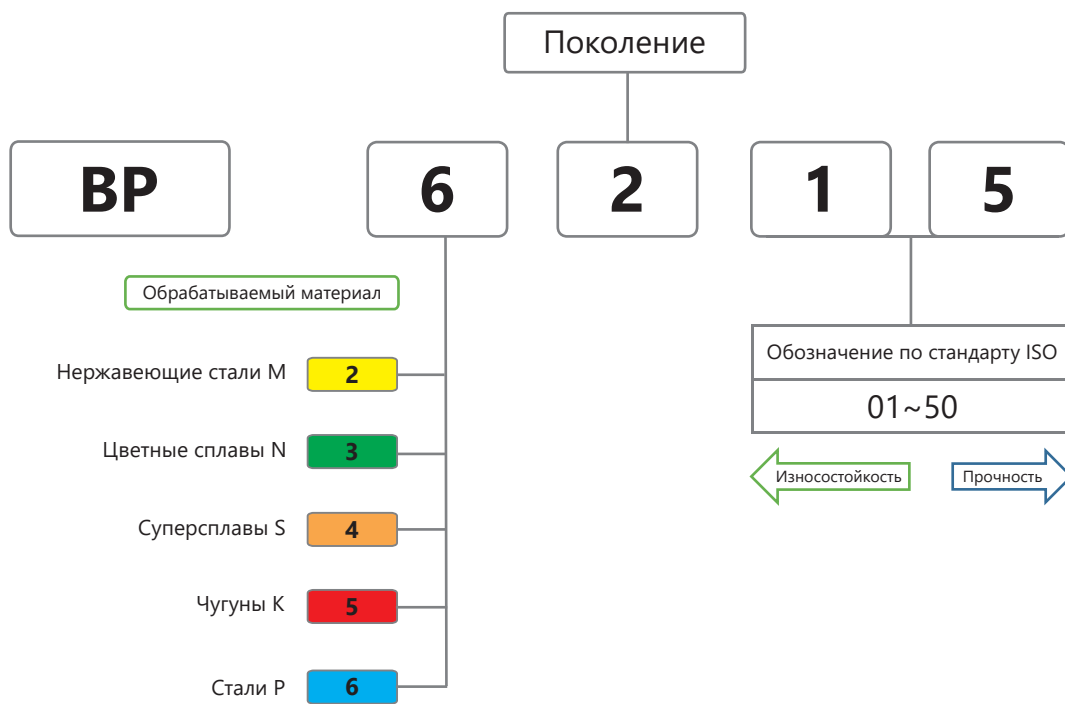 Поколение
BP
6
2
1
5
Обрабатываемый материал
Обозначение по стандарту ISO
01~50
Износостойкость
Прочность
Нержавеющие стали M
2
Цветные сплавы N
3
Суперсплавы S
4
Чугуны K
5
Стали P
6